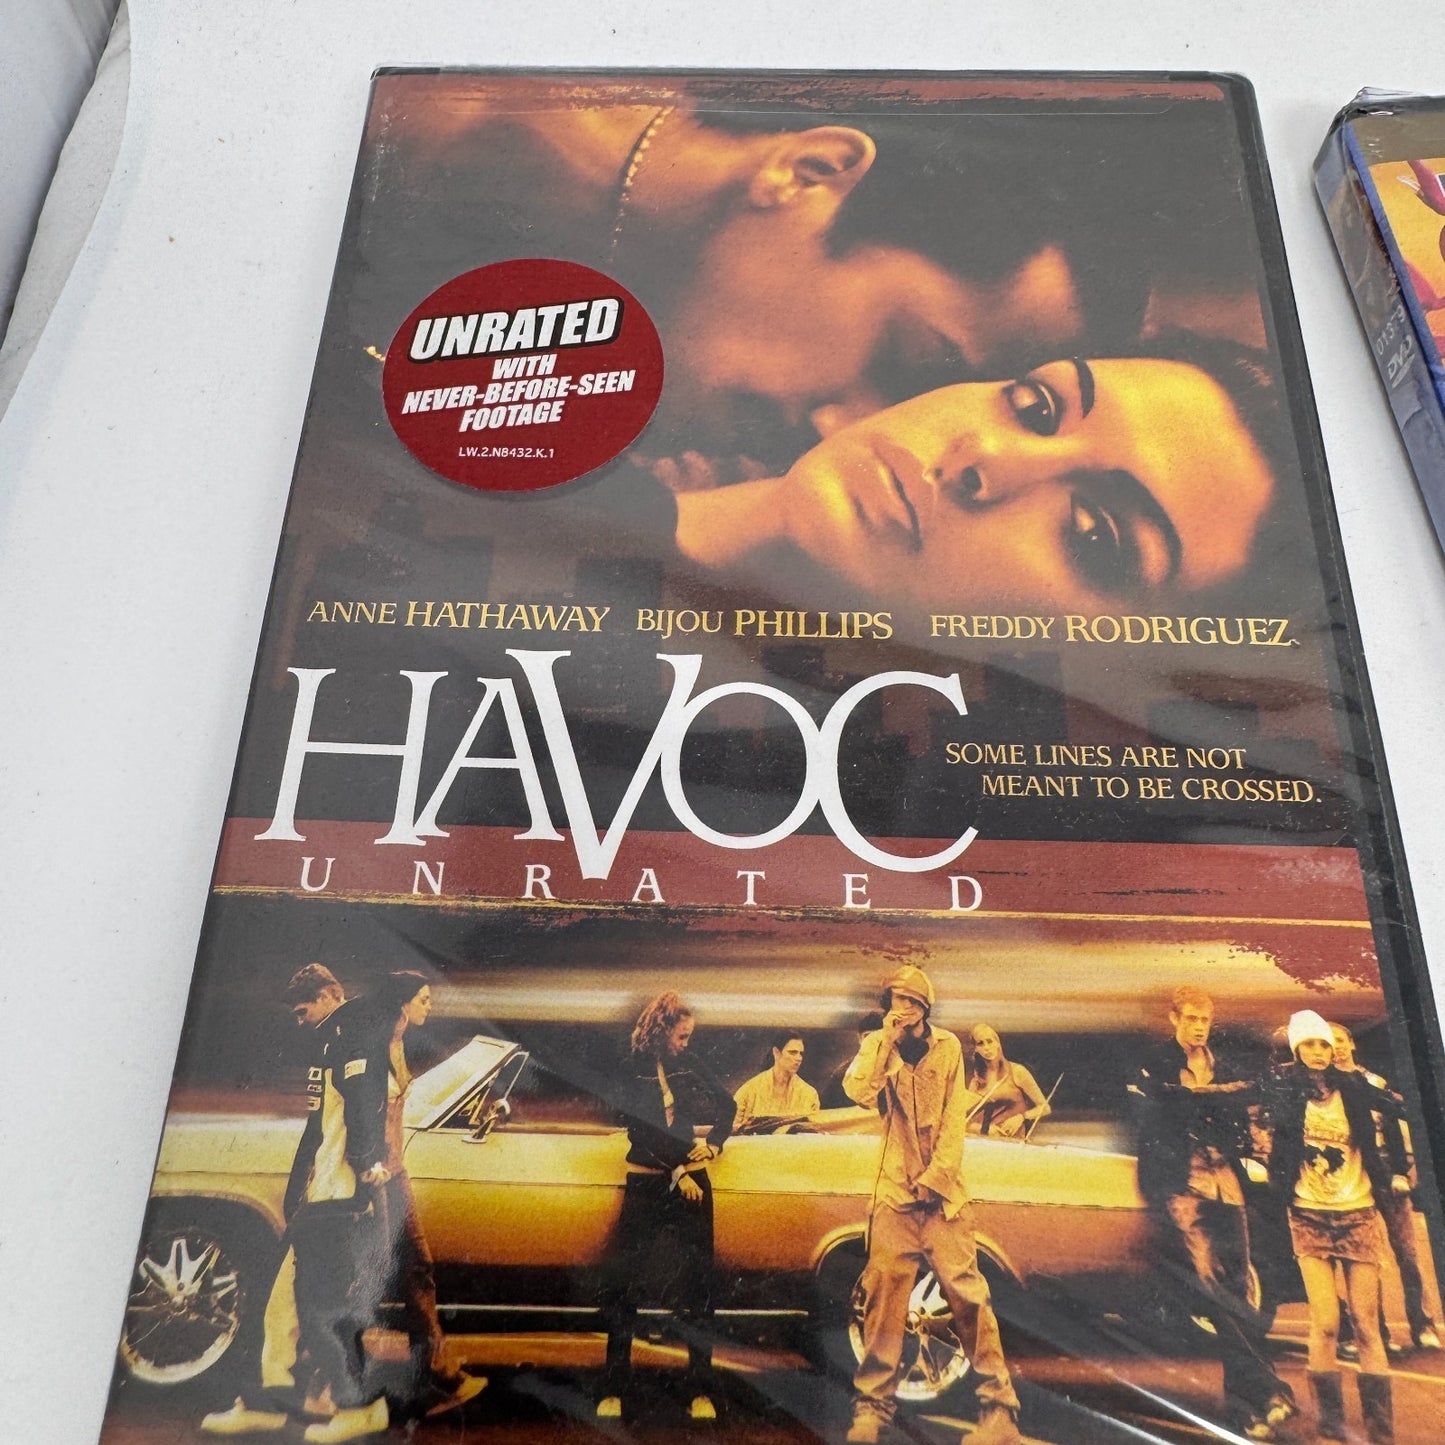 UNRATED
WITH
NEVER-BEFORE-SEEN
FOOTAGE
LW.2.N8432.K.1
ANNE HATHAWAY BIJOU PHILLIPS FREDDY RODRIGUEZ
HAVOC
SOME LINES ARE NOT
MEANT TO BE CROSSED.
UNRATED
DVD